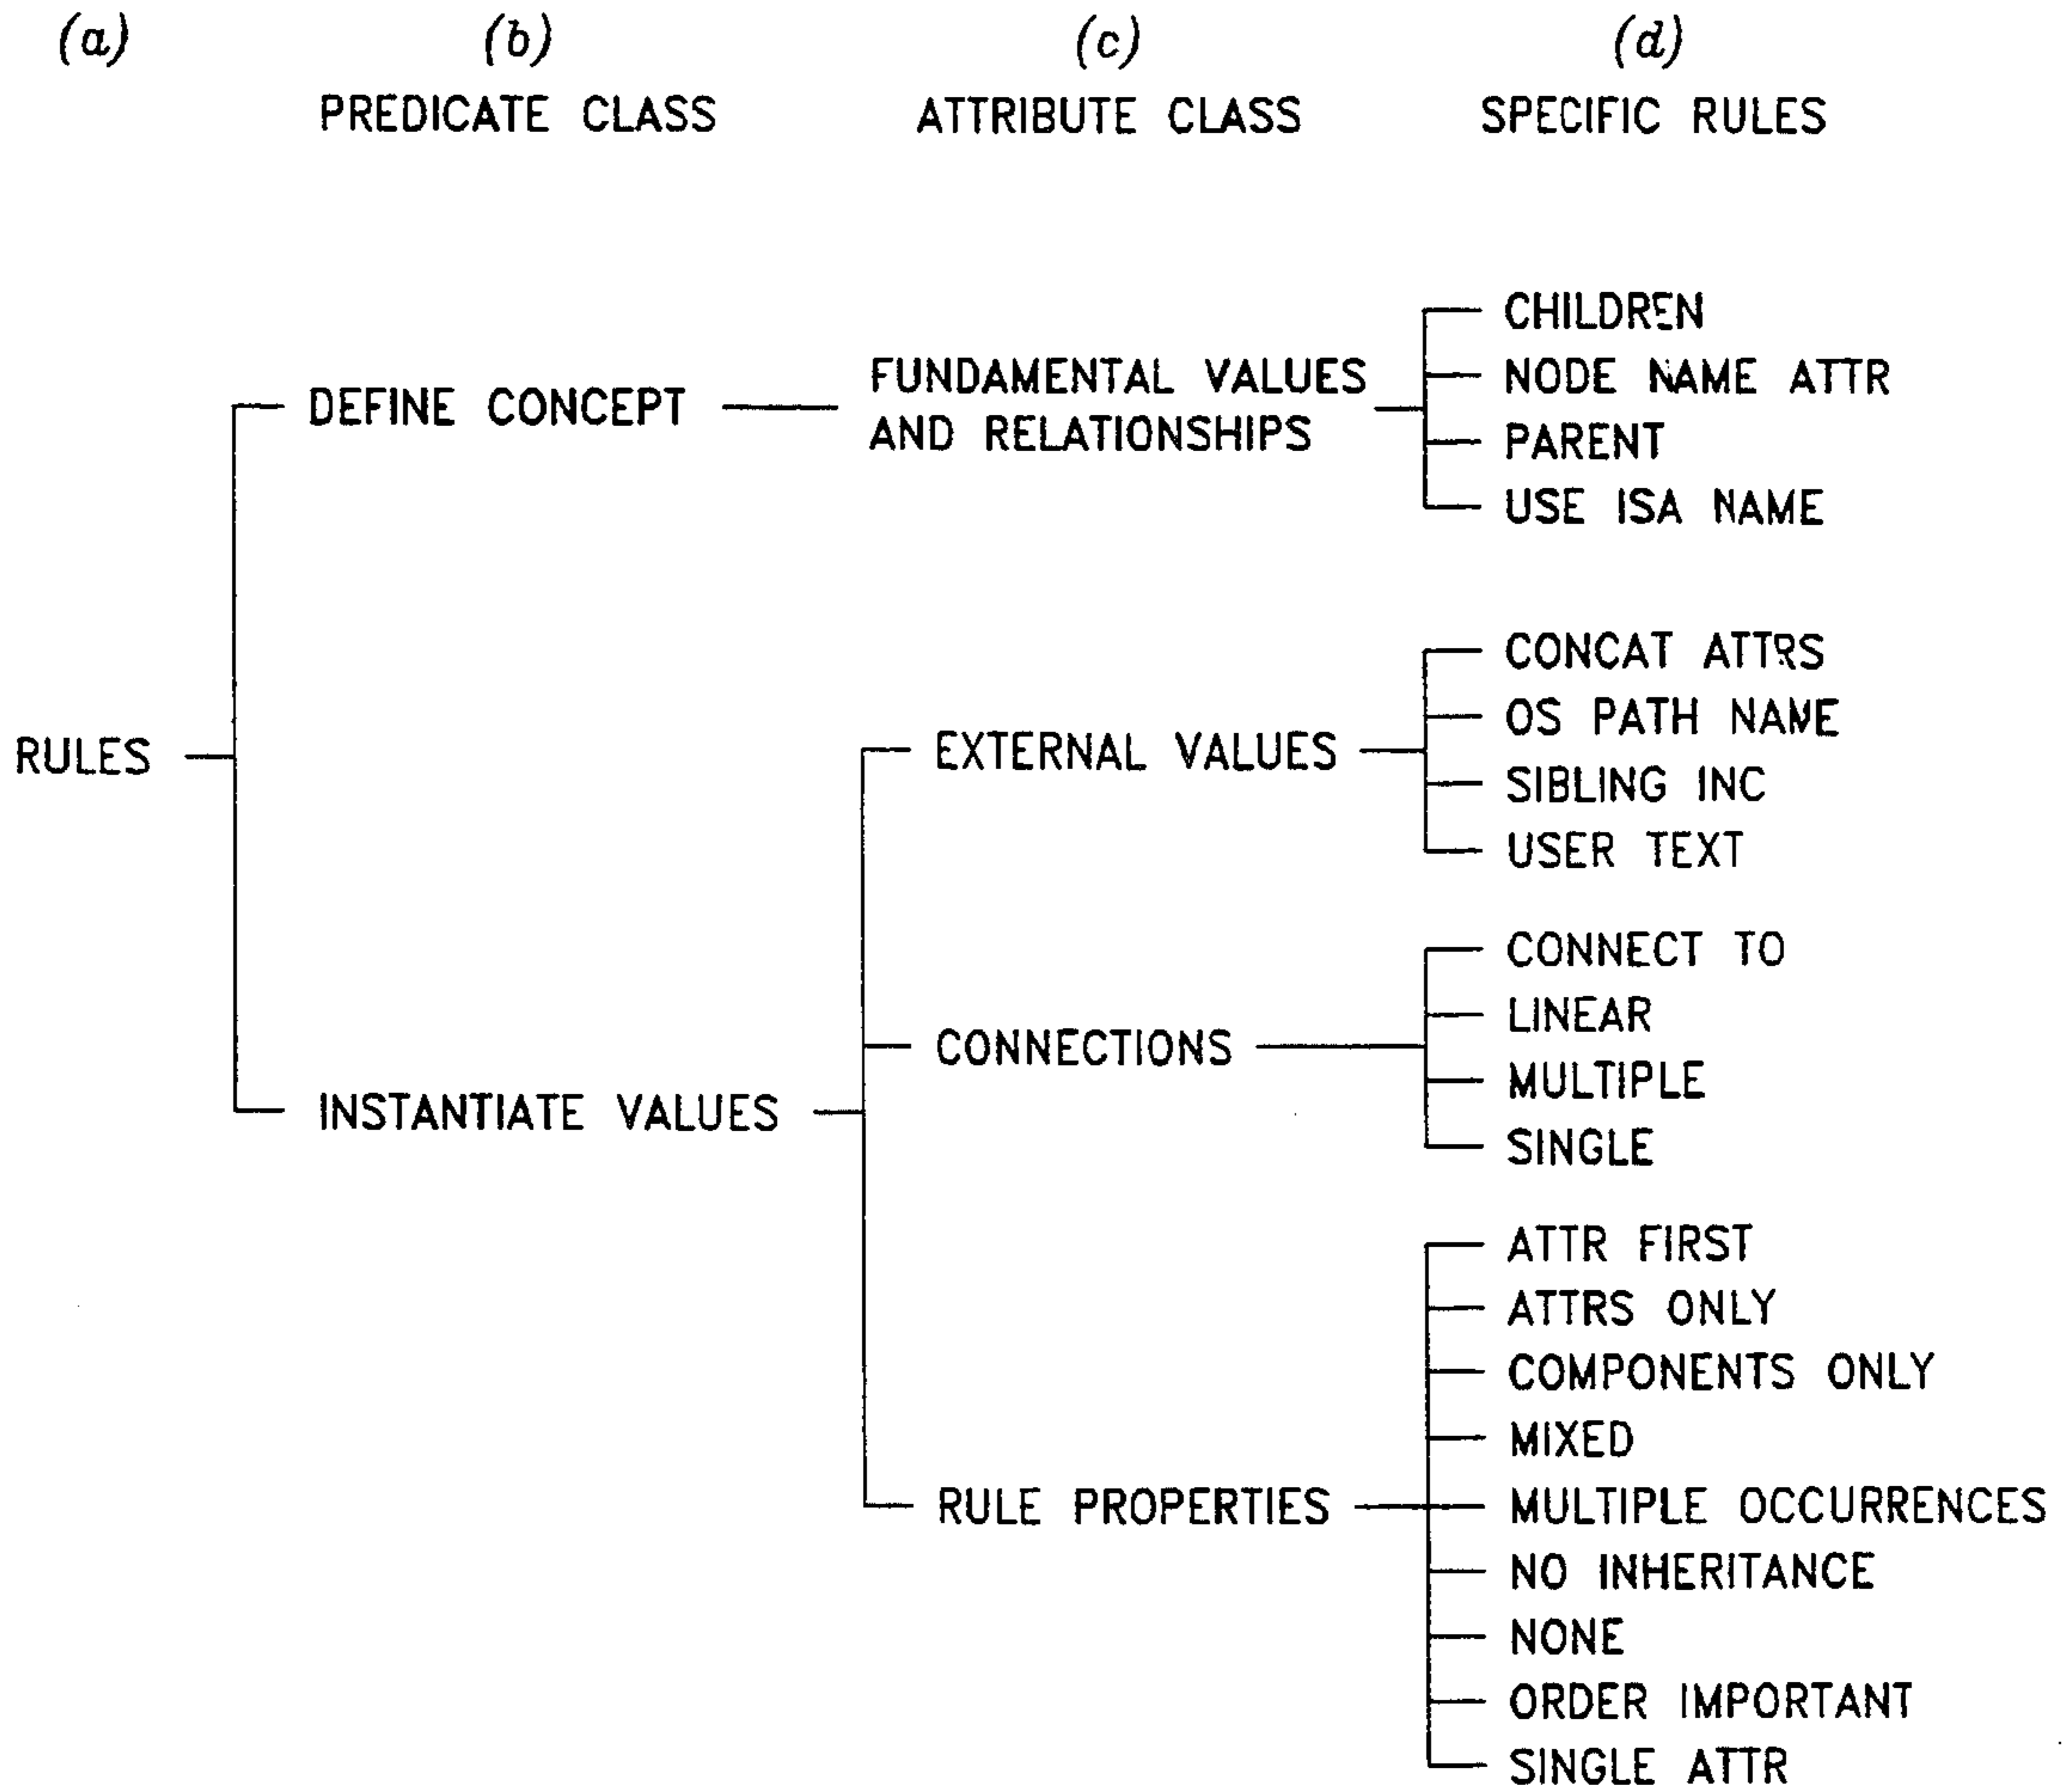 (a) (b) (c) (d)
PREDICATE CLASS ATTRIBUTE CLASS SPECIFIC RULES
CHILDREN
FUNDAMENTAL VALUES NODE NAME ATTR
DEFINE CONCEPT
AND RELATIONSHIPS PARENT
USE ISA NAME
CONCAT ATTRS
OS PATH NAME
RULES EXTERNAL VALUES
SIBLING INC
USER TEXT
CONNECT TO
LINEAR
CONNECTIONS
MULTIPLE
INSTANTIATE VALUES
SINGLE
ATTR FIRST
ATTRS ONLY
COMPONENTS ONLY
MIXED
RULE PROPERTIES MULTIPLE OCCURRENCES
NO INHERITANCE
NONE
ORDER IMPORTANT
SINGLE ATTR